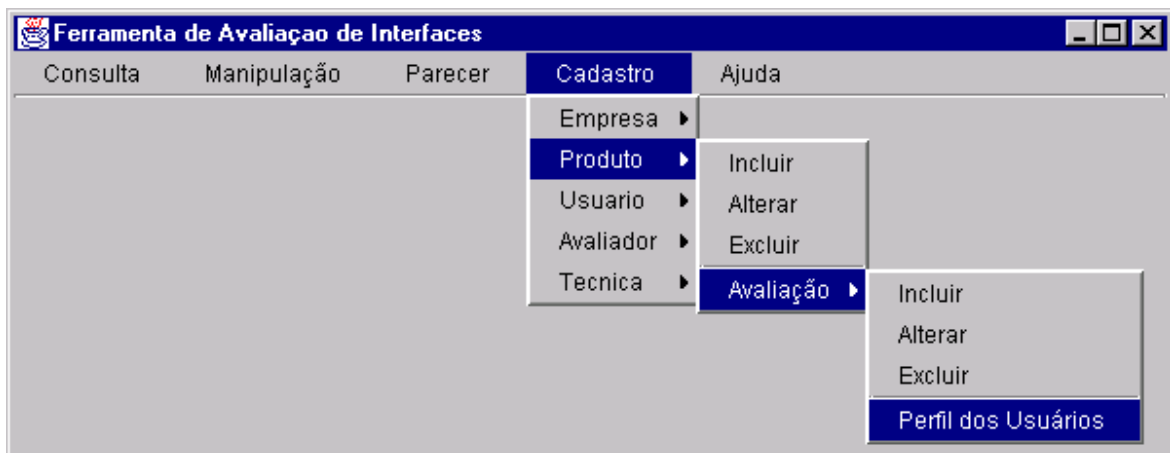 Ferramenta de Avaliaçao de Interfaces
Consulta Manipulação Parecer Cadastro Ajuda
Empresa
Produto
Usuario
Avaliador
Tecnica
Incluir
Alterar
Excluir
Avaliação
Incluir
Alterar
Excluir
Perfil dos Usuários